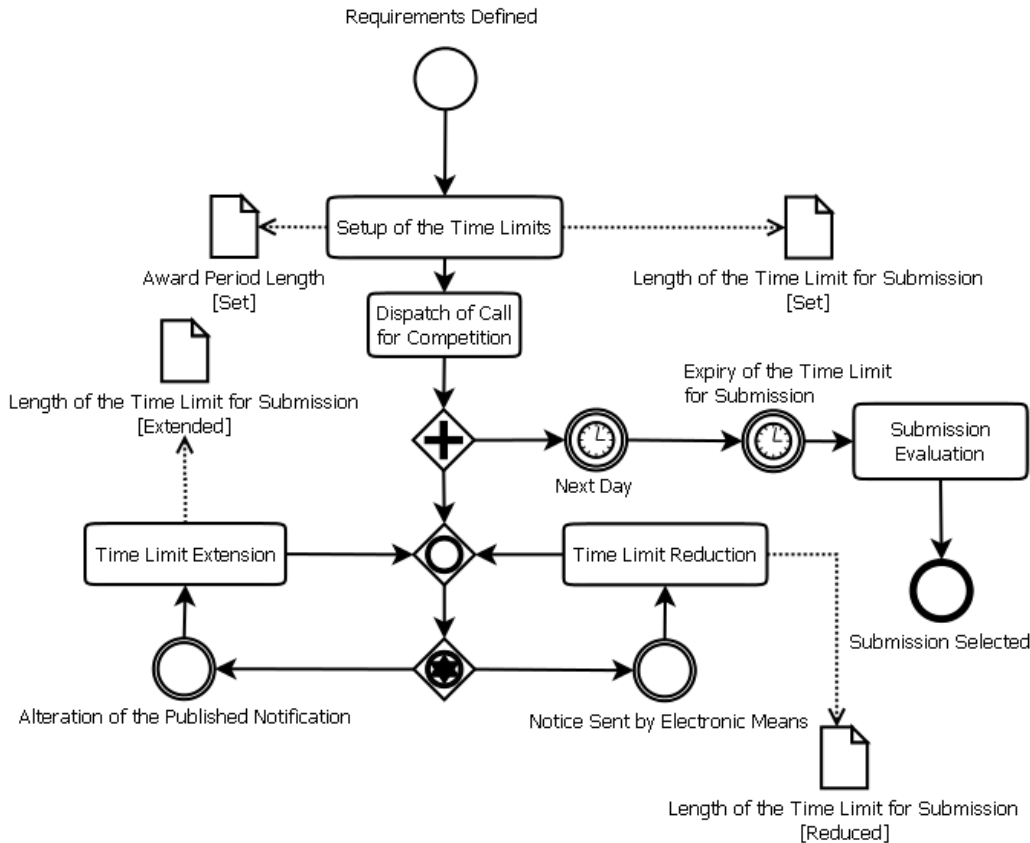 Requirements Defined
Setup of the Time Limits
Award Period Length
[Set]
Length of the Time Limit for Submission
[Set]
Dispatch of Call
for Competition
Length of the Time Limit for Submission
[Extended]
Expiry of the Time Limit
for Submission
Submission
Evaluation
Next Day
Time Limit Extension
Time Limit Reduction
Submission Selected
Alteration of the Published Notification
Notice Sent by Electronic Means
Length of the Time Limit for Submission
[Reduced]